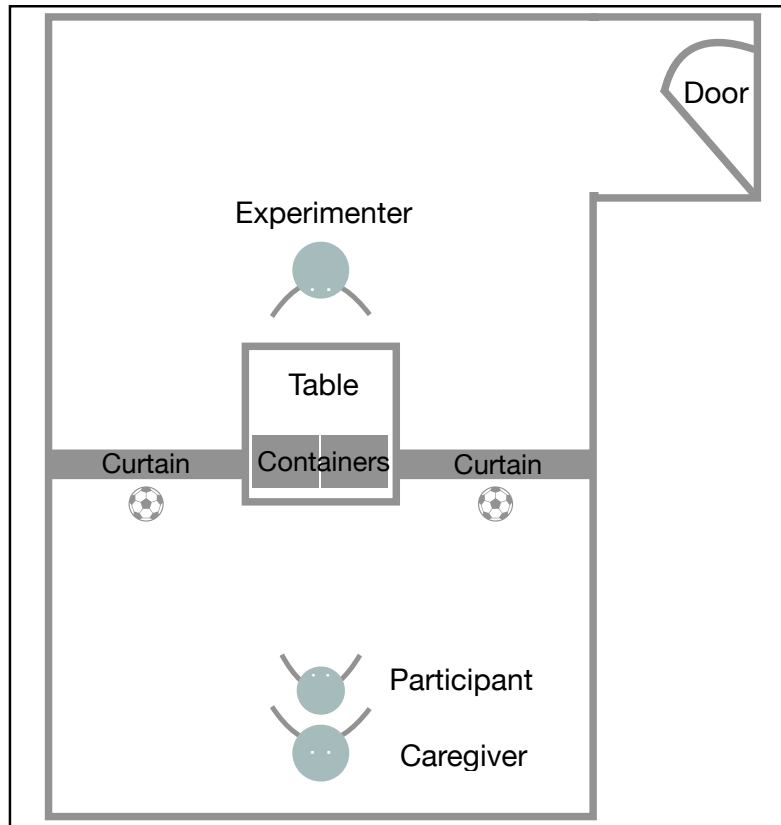 Door
Experimenter
Table
Curtain
Containers
Curtain
Participant
Caregiver